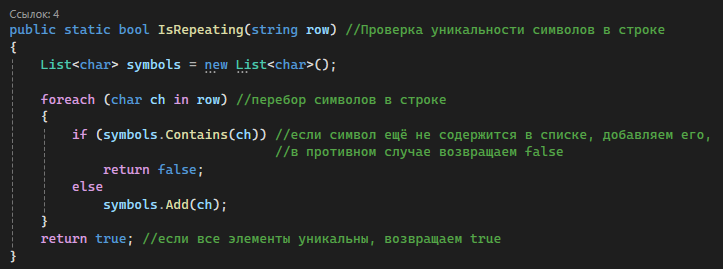 Ссылок: 4
public static bool IsRepeating(string row) //Проверка уникальности символов в строке
{
    List<char> symbols = new List<char>();
    foreach (char ch in row) //перебор символов в строке
    {
        if (symbols.Contains(ch)) //если символ ещё не содержится в списке, добавляем его,
                                  //в противном случае возвращаем false
            return false;
        else
            symbols.Add(ch);
    }
    return true; //если все элементы уникальны, возвращаем true
}